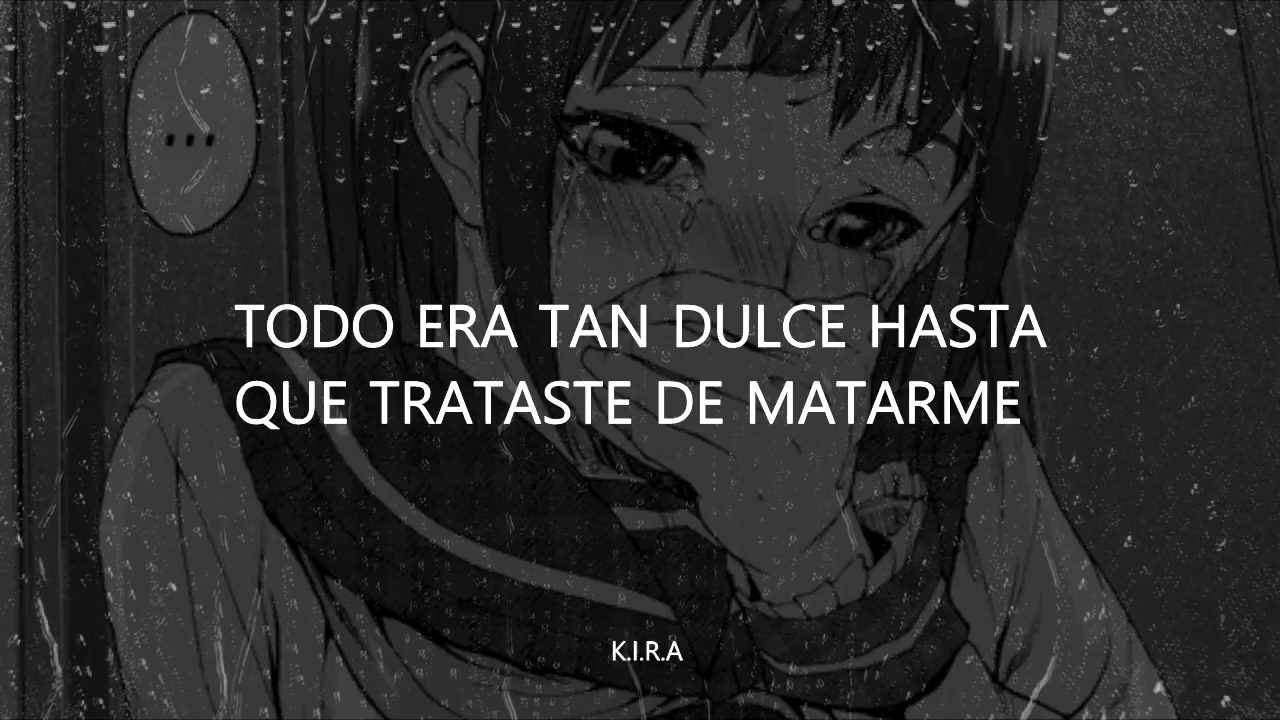 ...
TODO ERA TAN DULCE HASTA
QUE TRATASTE DE MATARME
K.I.R.A